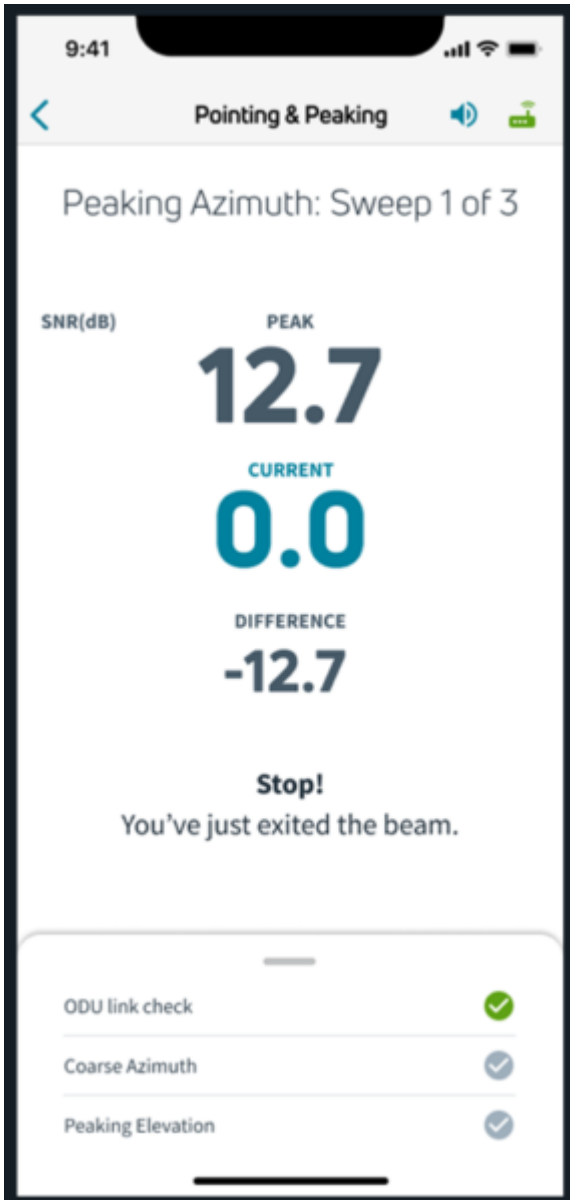 9:41
Pointing & Peaking
Peaking Azimuth: Sweep 1 of 3
SNR(dB) PEAK
12.7
CURRENT
0.0
DIFFERENCE
-12.7
Stop!
You've just exited the beam.
ODU link check
Coarse Azimuth
Peaking Elevation